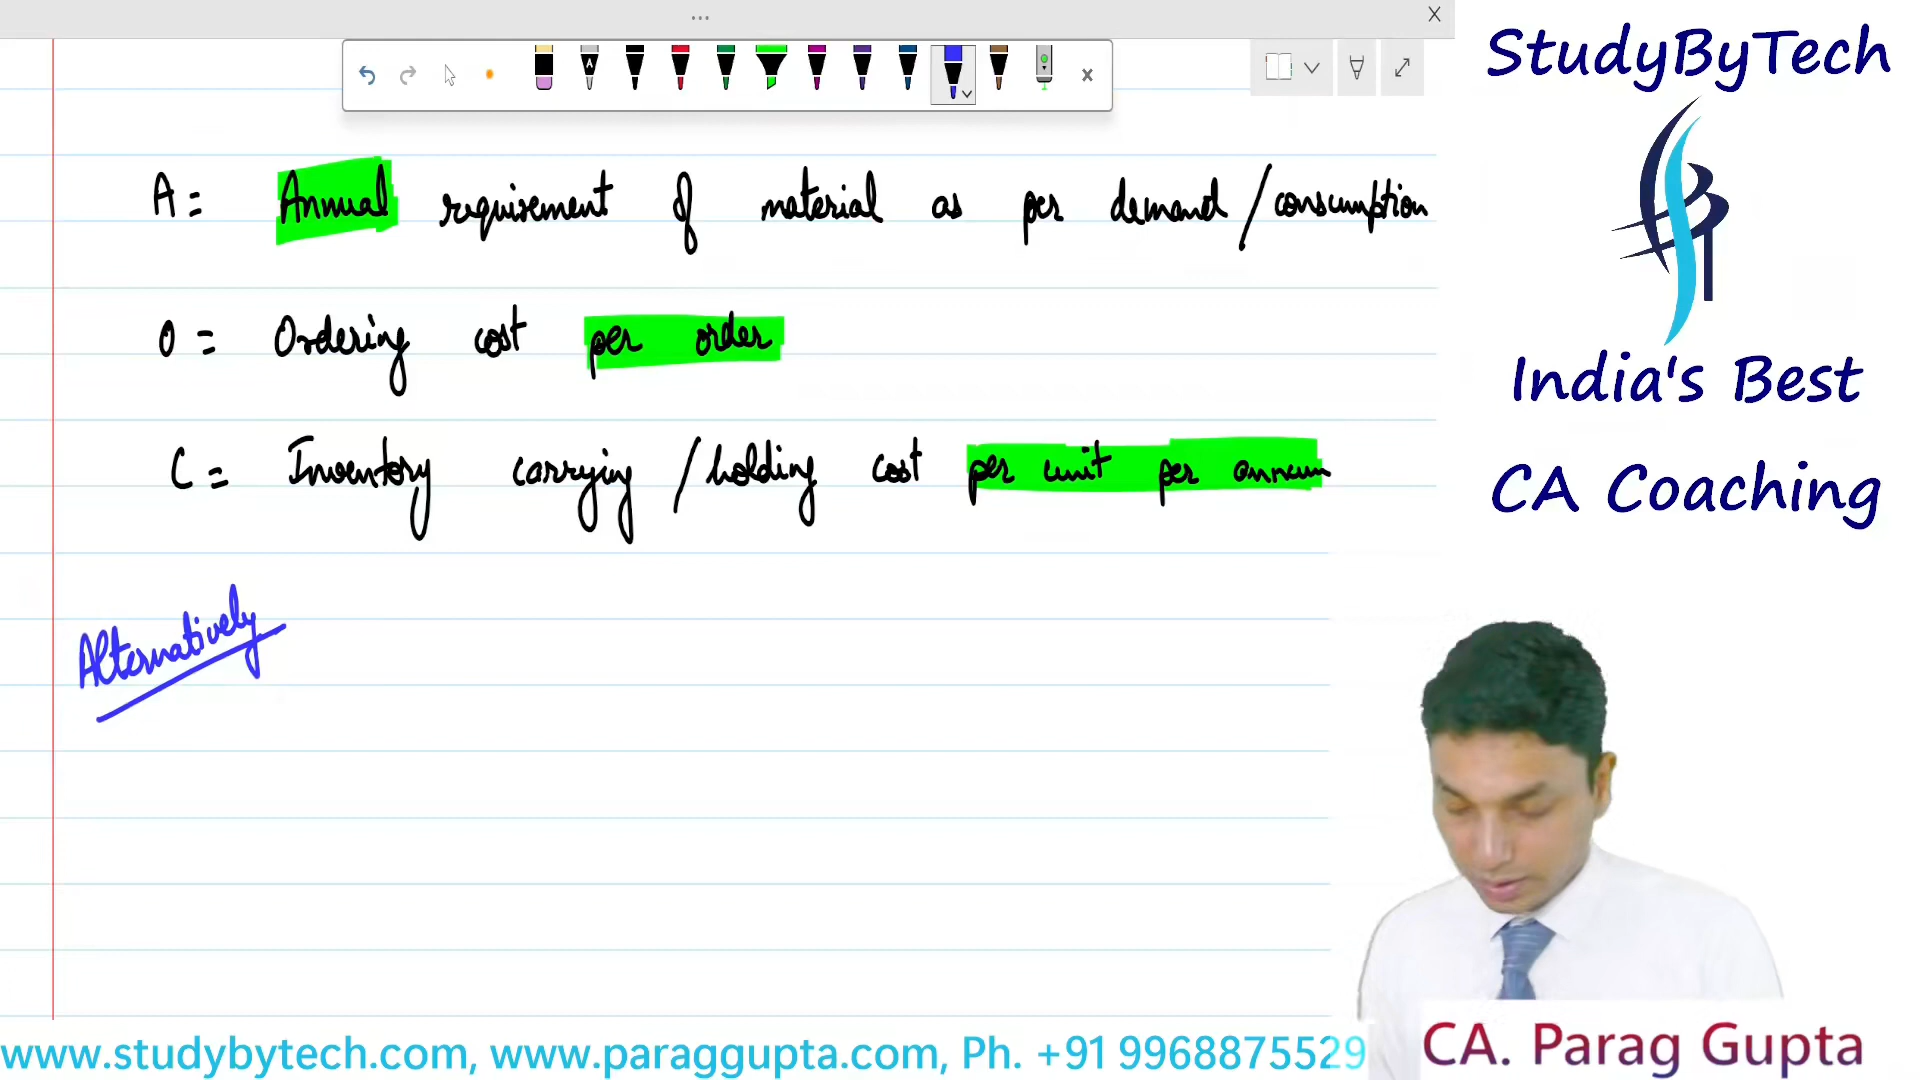 StudyByTech
A = Annual requirement of material as per demand/consumption
O = Ordering cost per order
India's Best
C = Inventory carrying/holding cost per unit per annum
CA Coaching
Alternatively
www.studybytech.com, www.paraggupta.com, Ph. +91 9968875529
CA. Parag Gupta